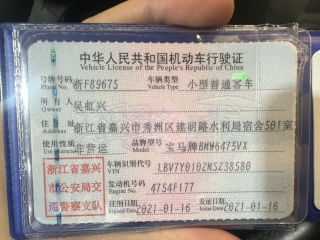 中华人民共和国机动车行驶证
Vehicle License of the People's Republic of China
号牌号码 浙F89675 车辆类型 小型普通客车
Plate No. Vehicle Type
所有人 吴虹兴
Owner
住址 浙江省嘉兴市秀洲区建明路水利局宿舍501室
Address
使用性质 非营运 品牌型号 宝马牌BMW6475VX
Use Character Model
浙江省嘉兴市公安局交通警察支队
车辆识别代号 LBV7Y0102MSZ38580
VIN
发动机号码 4754F177
Engine No.
注册日期 2021-01-16 发证日期 2021-01-16
Register Date Issue Date